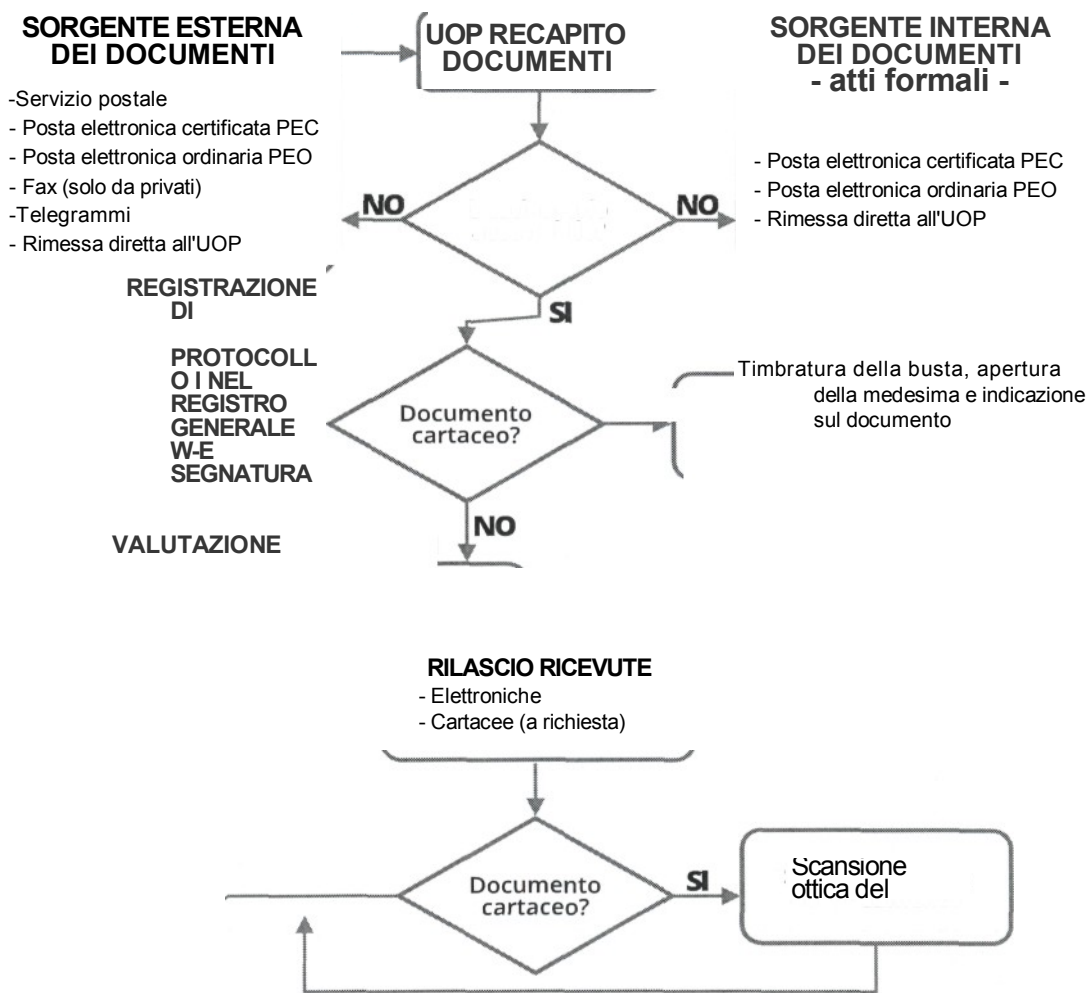 SORGENTE ESTERNA
DEI DOCUMENTI
-Servizio postale
- Posta elettronica certificata PEC
- Posta elettronica ordinaria PEO
- Fax (solo da privati)
-Telegrammi
- Rimessa diretta all'UOP
UOP RECAPITO
DOCUMENTI
SORGENTE INTERNA
DEI DOCUMENTI
- atti formali -
- Posta elettronica certificata PEC
- Posta elettronica ordinaria PEO
- Rimessa diretta all'UOP
NO
NO
SI
REGISTRAZIONE
DI
PROTOCOLL
O I NEL
REGISTRO
GENERALE
W-E
SEGNATURA
VALUTAZIONE
Documento
cartaceo?
NO
Timbratura della busta, apertura
della medesima e indicazione
sul documento
RILASCIO RICEVUTE
- Elettroniche
- Cartacee (a richiesta)
Documento
cartaceo?
SI
Scansione
ottica del